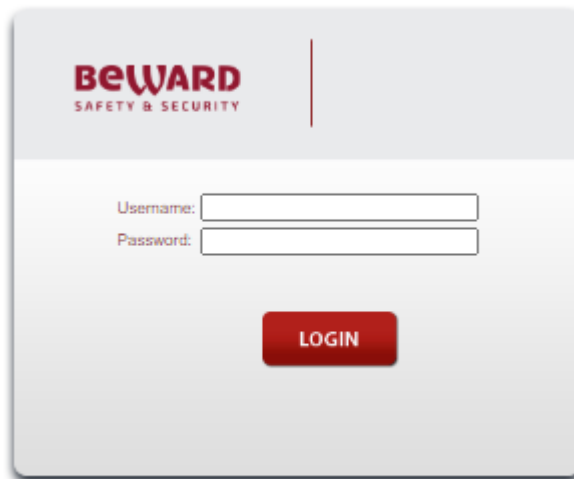 BEWARD
SAFETY & SECURITY
Username:
Password:
LOGIN